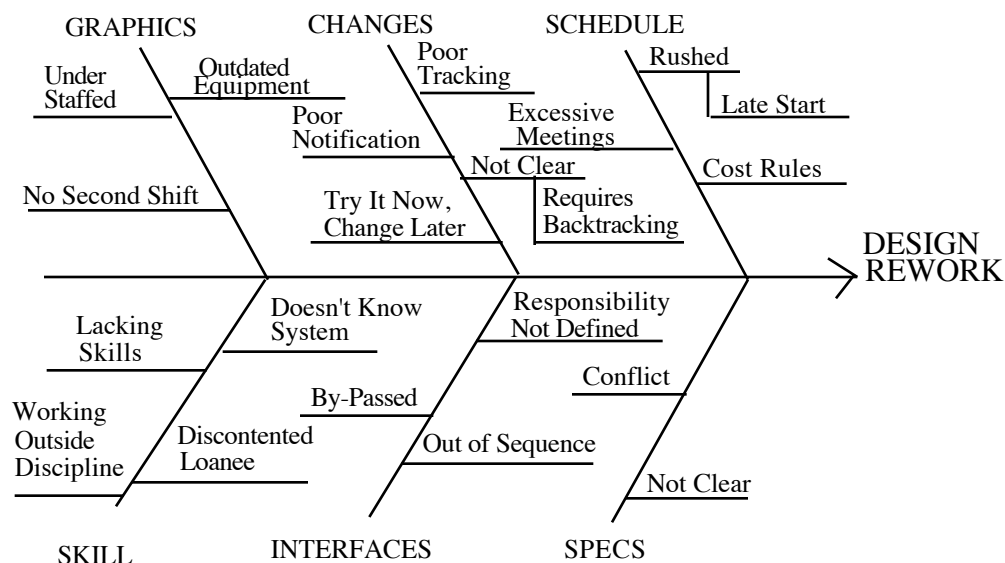 GRAPHICS
CHANGES
SCHEDULE
Under
Staffed
Outdated
Equipment
No Second Shift
Poor
Tracking
Poor
Notification
Not Clear
Requires
Backtracking
Try It Now,
Change Later
Rushed
Late Start
Excessive
Meetings
Cost Rules
DESIGN
REWORK
Lacking
Skills
Doesn't Know
System
Working
Outside
Discipline
Discontented
Loanee
Responsibility
Not Defined
By-Passed
Out of Sequence
Conflict
Not Clear
SKILL
INTERFACES
SPECS